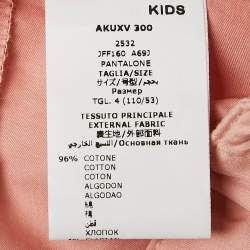 KIDS
AKUXV 300
2532
JFF160 A69J
PANTALONE
TAGLIA/SIZE
サイズ/号型/المقاس
Размер
TGL. 4 (110/53)
TESSUTO PRINCIPALE
EXTERNAL FABRIC
裏生地/外部面料
النسيج الخارجي/Основная ткань
96% COTONE
COTTON
COTON
ALGODON
ALGODAO
綿
棉
قطن
ХЛОПОК